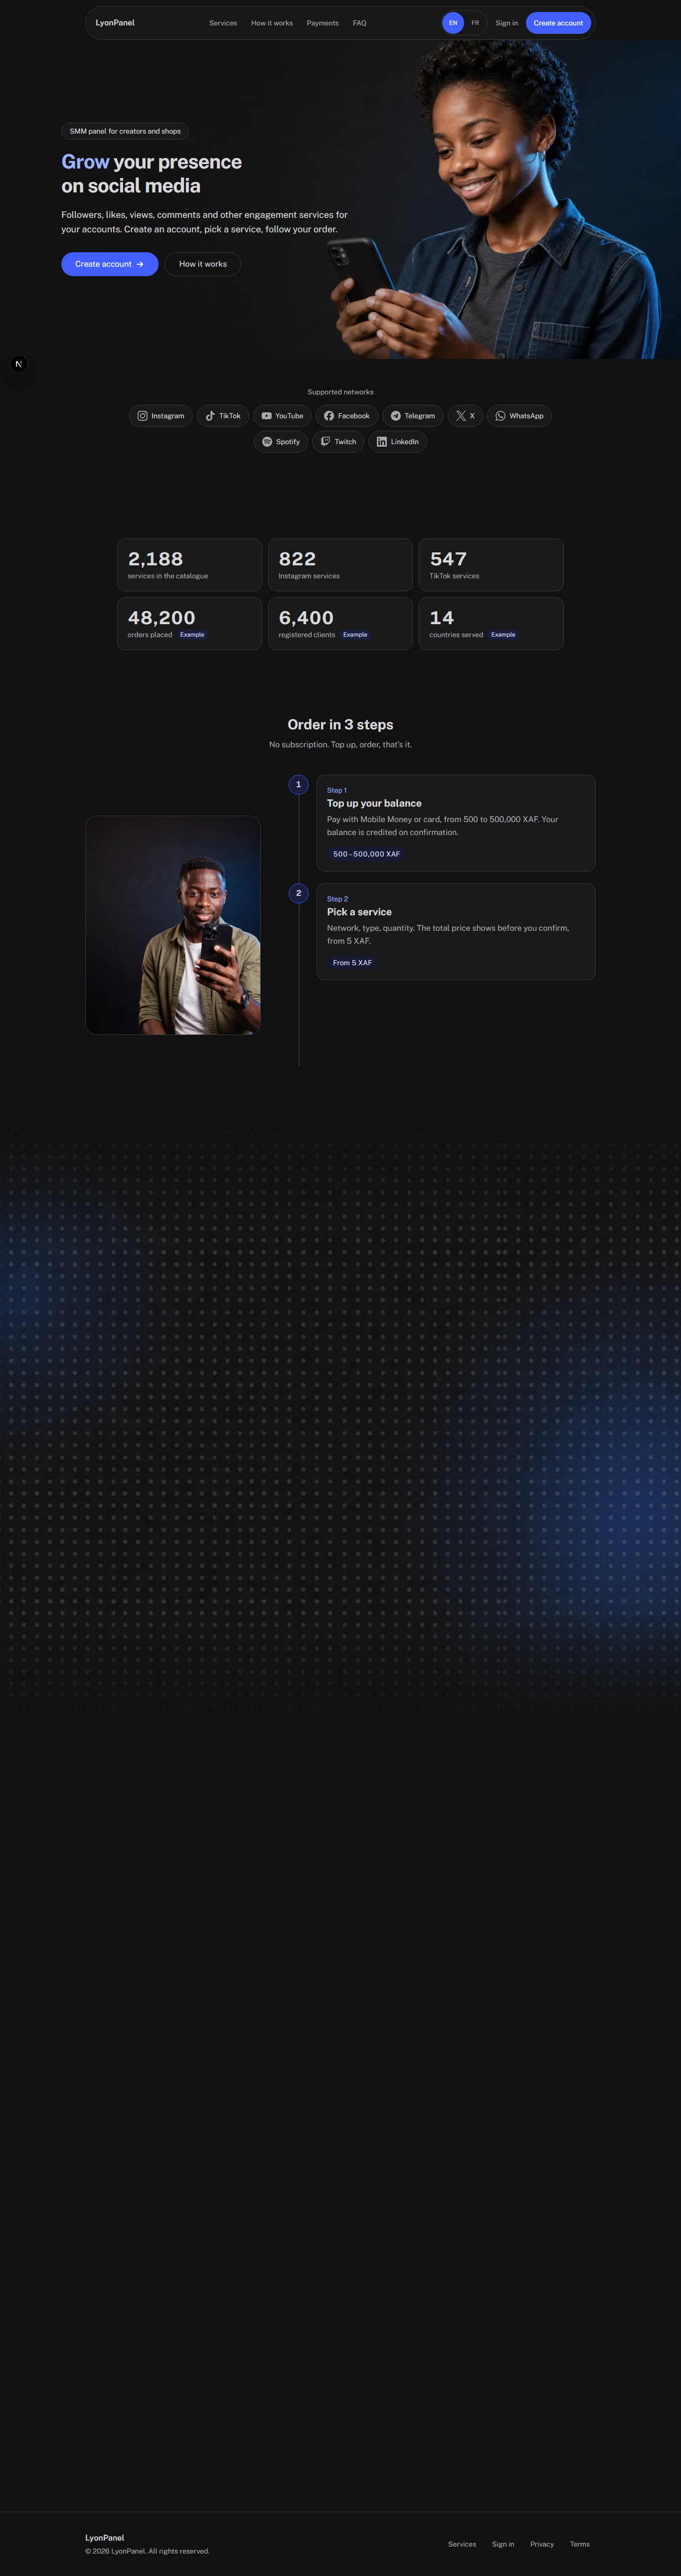 LyonPanel
Services
How it works
Payments
FAQ
EN
FR
Sign in
Create account
SMM panel for creators and shops
Grow your presence
on social media
Followers, likes, views, comments and other engagement services for
your accounts. Create an account, pick a service, follow your order.
Create account →
How it works
N
Supported networks
Instagram
TikTok
YouTube
Facebook
Telegram
X
WhatsApp
Spotify
Twitch
LinkedIn
2,188
services in the catalogue
822
Instagram services
547
TikTok services
48,200
orders placed Example
6,400
registered clients Example
14
countries served Example
Order in 3 steps
No subscription. Top up, order, that's it.
1
Step 1
Top up your balance
Pay with Mobile Money or card, from 500 to 500,000 XAF. Your
balance is credited on confirmation.
500 – 500,000 XAF
2
Step 2
Pick a service
Network, type, quantity. The total price shows before you confirm,
from 5 XAF.
From 5 XAF
LyonPanel
© 2026 LyonPanel. All rights reserved.
Services
Sign in
Privacy
Terms